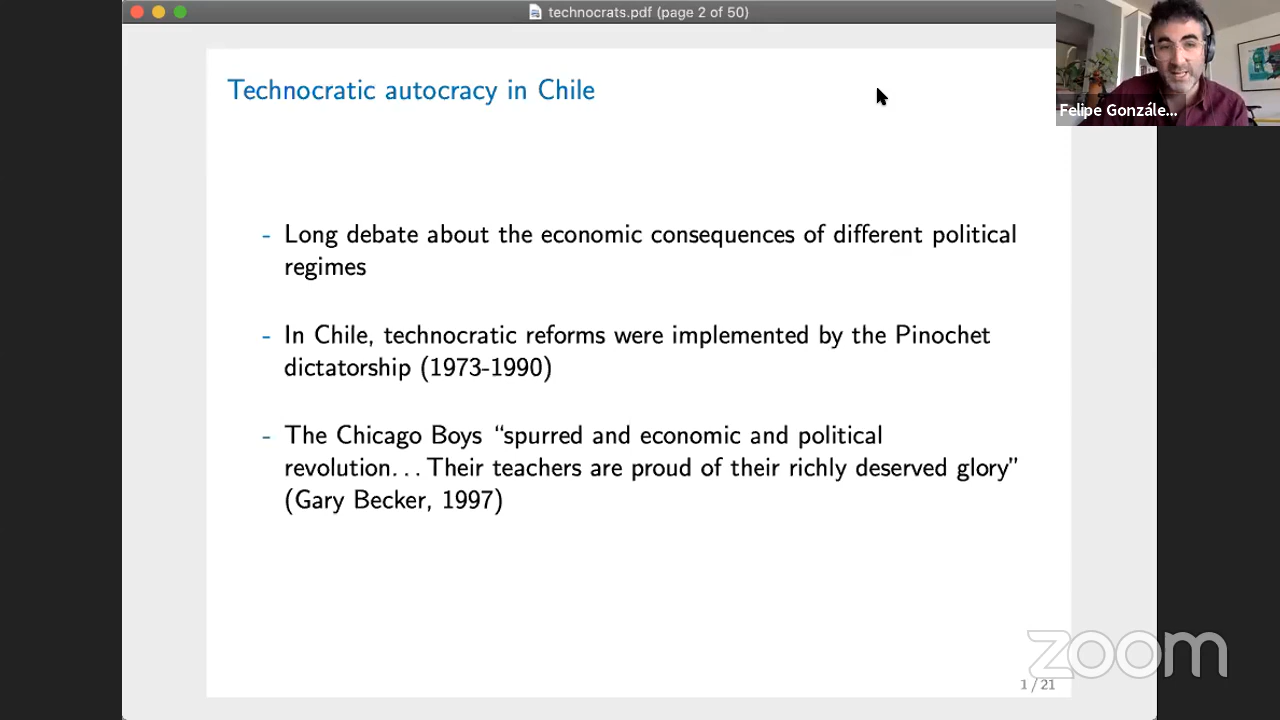 technocrats.pdf (page 2 of 50)
Technocratic autocracy in Chile
Felipe Gonzále...
- Long debate about the economic consequences of different political
regimes
- In Chile, technocratic reforms were implemented by the Pinochet
dictatorship (1973-1990)
- The Chicago Boys “spurred and economic and political
revolution... Their teachers are proud of their richly deserved glory”
(Gary Becker, 1997)
zoom
1 / 21